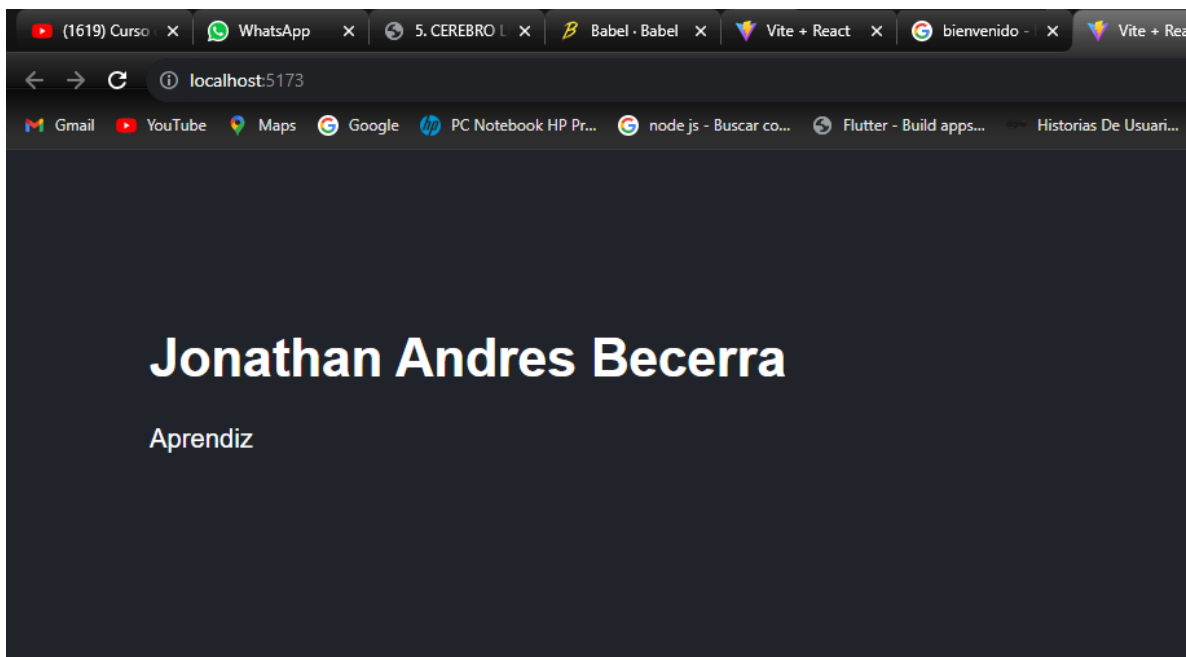 (1619) Curso WhatsApp 5. CEREBRO L Babel · Babel Vite + React bienvenido - Vite + Rea
localhost:5173
Gmail YouTube Maps Google PC Notebook HP Pr... node js - Buscar co... Flutter - Build apps... Historias De Usuari...
Jonathan Andres Becerra
Aprendiz